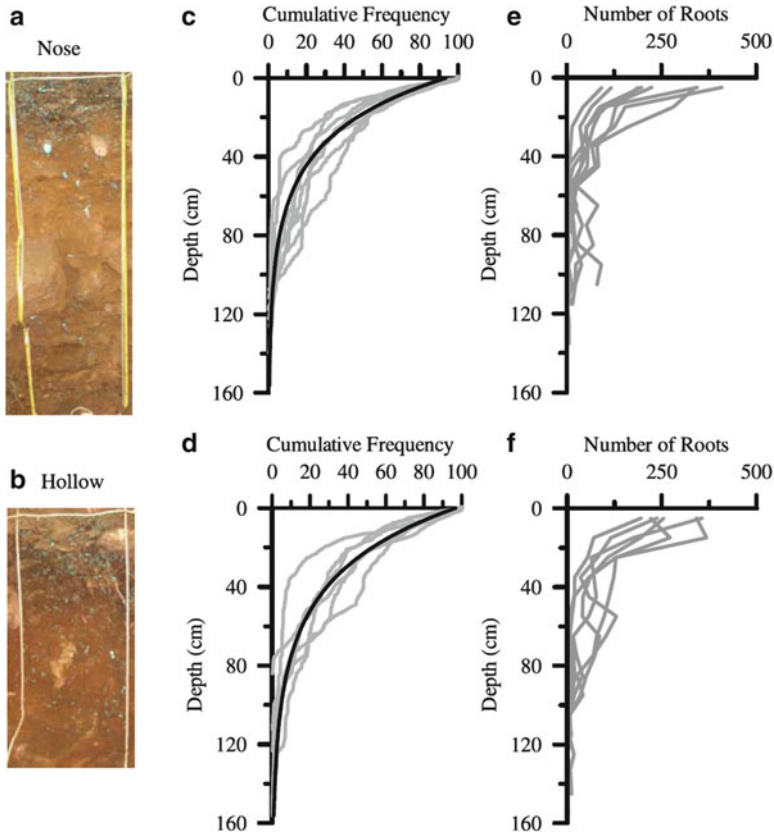 a
Nose
b Hollow
c Cumulative Frequency
0 20 40 60 80 100
0
40
80
120
160
Depth (cm)
d Cumulative Frequency
0 20 40 60 80 100
0
40
80
120
160
Depth (cm)
e Number of Roots
0 250 500
0
40
80
120
160
Depth (cm)
f Number of Roots
0 250 500
0
40
80
120
160
Depth (cm)